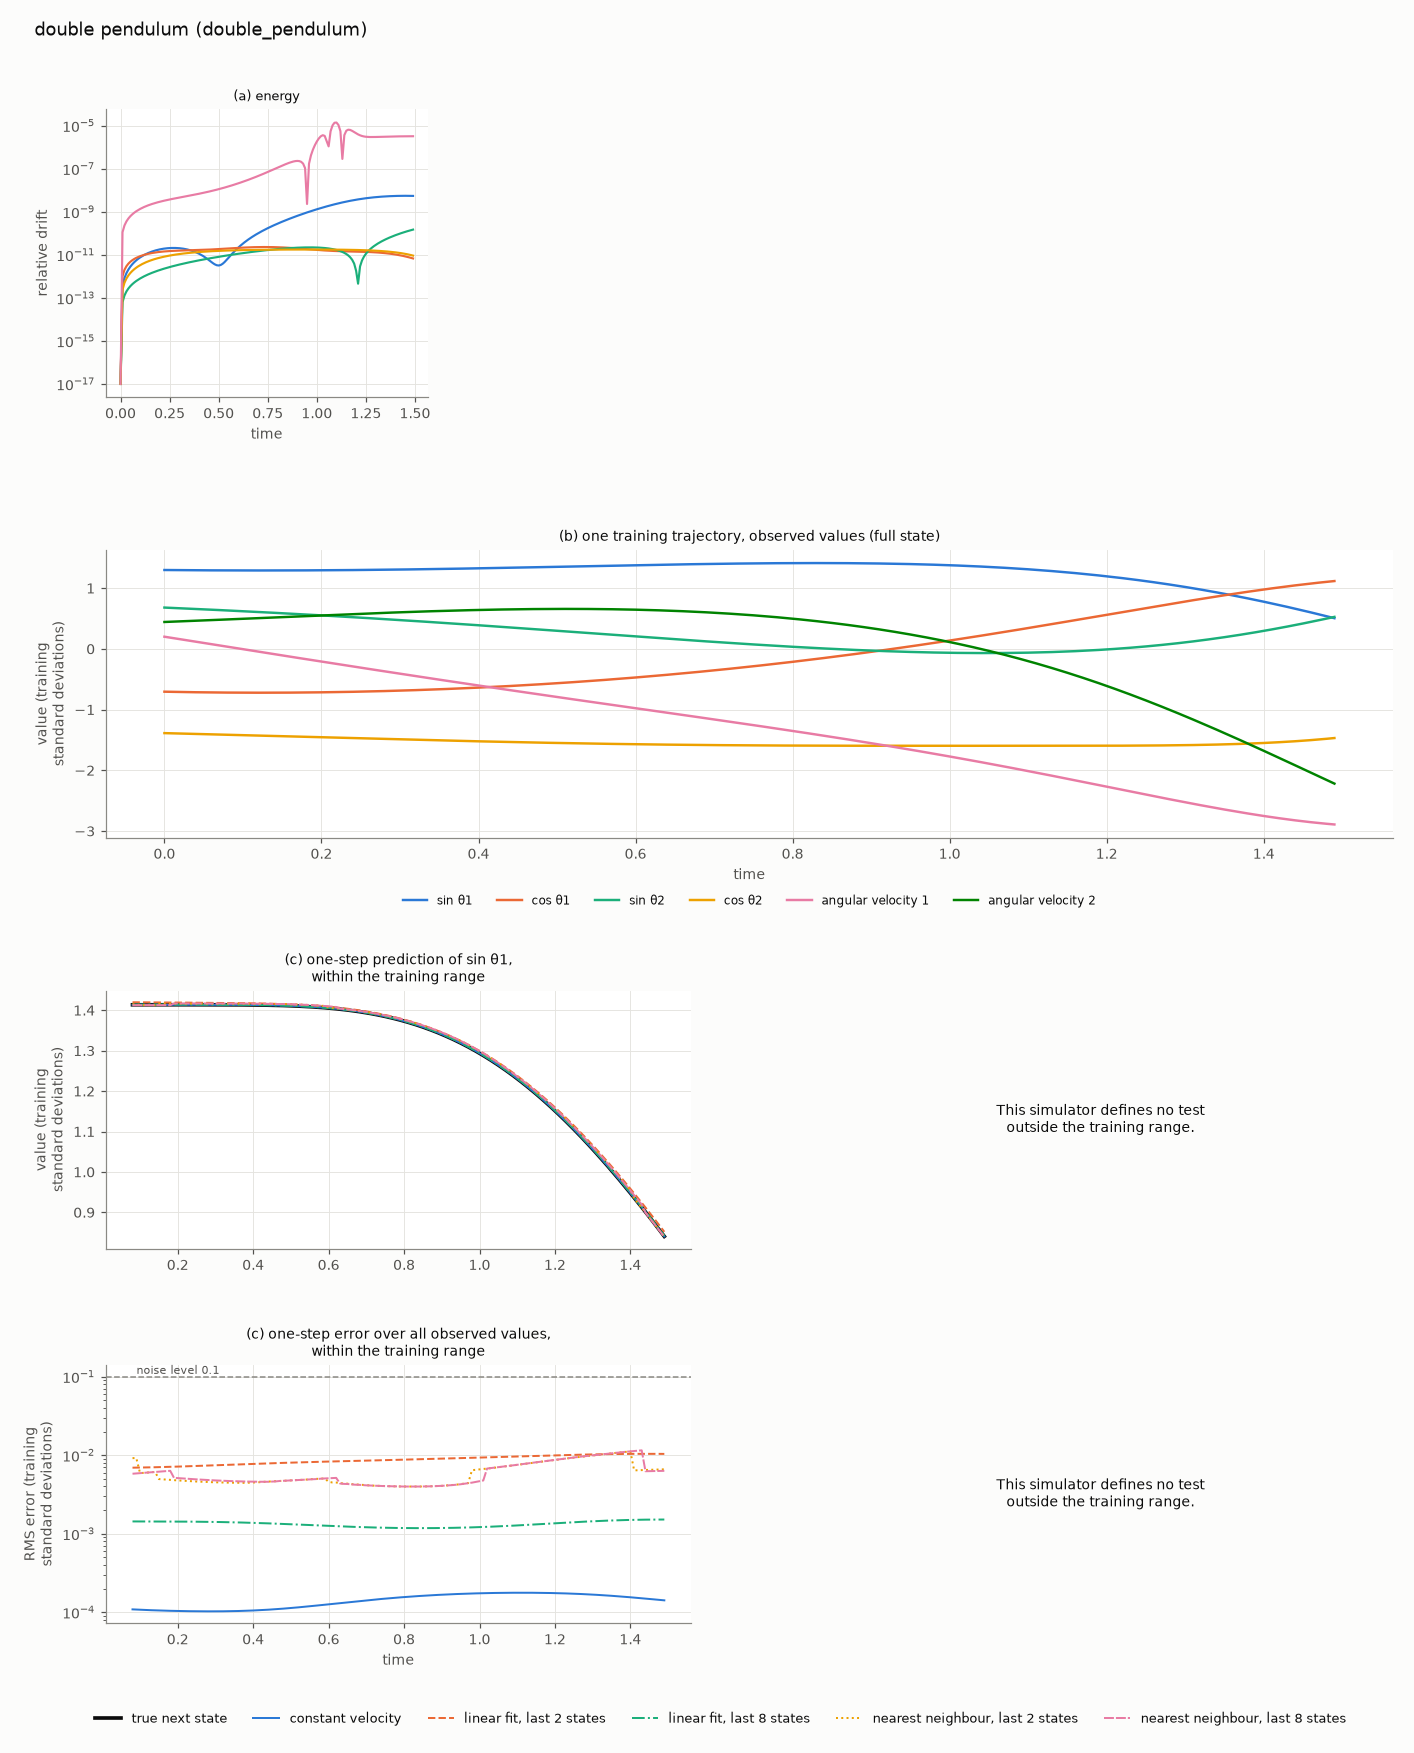 double pendulum (double_pendulum)
(a) energy
10⁻⁵
10⁻⁷
10⁻⁹
10⁻¹¹
10⁻¹³
10⁻¹⁵
10⁻¹⁷
relative drift
0.00 0.25 0.50 0.75 1.00 1.25 1.50
time
(b) one training trajectory, observed values (full state)
1
0
−1
−2
−3
value (training
standard deviations)
0.0 0.2 0.4 0.6 0.8 1.0 1.2 1.4
time
sin θ1 cos θ1 sin θ2 cos θ2 angular velocity 1 angular velocity 2
(c) one-step prediction of sin θ1,
within the training range
1.4
1.3
1.2
1.1
1.0
0.9
value (training
standard deviations)
0.2 0.4 0.6 0.8 1.0 1.2 1.4
This simulator defines no test
outside the training range.
(c) one-step error over all observed values,
within the training range
noise level 0.1
10⁻¹
10⁻²
10⁻³
10⁻⁴
RMS error (training
standard deviations)
0.2 0.4 0.6 0.8 1.0 1.2 1.4
time
This simulator defines no test
outside the training range.
true next state constant velocity linear fit, last 2 states linear fit, last 8 states nearest neighbour, last 2 states nearest neighbour, last 8 states